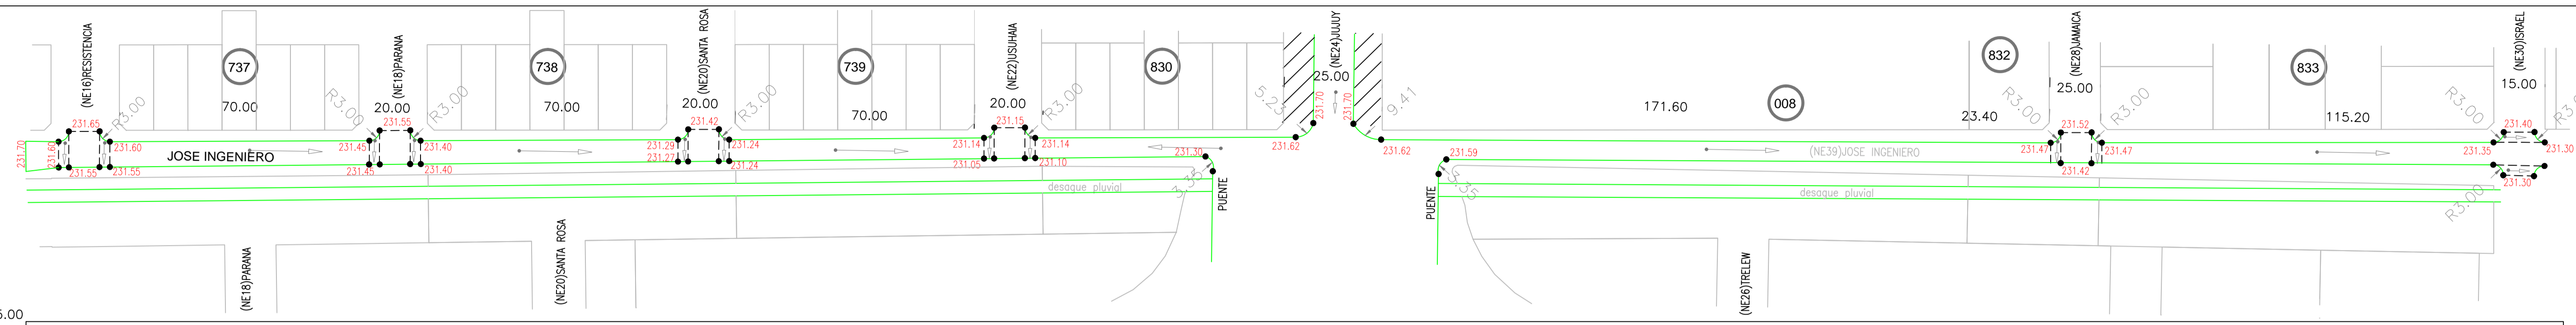 (NE16)RESISTENCIA
737
(NE18)PARANA
738
(NE20)SANTA ROSA
739
(NE22)USUHAIA
830
(NE24)JUJUY
832
(NE28)JAMAICA
833
(NE30)ISRAEL
008
70.00
20.00
70.00
20.00
70.00
20.00
25.00
171.60
23.40
25.00
115.20
15.00
R3.00
R3.00
R3.00
R3.00
R3.00
5.23
9.41
R3.00
R3.00
R3.00
R3.00
231.70
231.60
231.65
231.60
231.55
231.55
JOSE INGENIERO
231.45
231.55
231.40
231.45
231.40
231.29
231.42
231.24
231.27
231.24
231.14
231.15
231.14
231.05
231.10
231.30
231.62
231.70
231.70
231.62
231.59
(NE39)JOSE INGENIERO
231.47
231.52
231.47
231.42
231.35
231.40
231.30
231.30
R3.00
3.35
3.35
desaque pluvial
desaque pluvial
PUENTE
PUENTE
(NE18)PARANA
(NE20)SANTA ROSA
(NE26)TRELEW
5.00